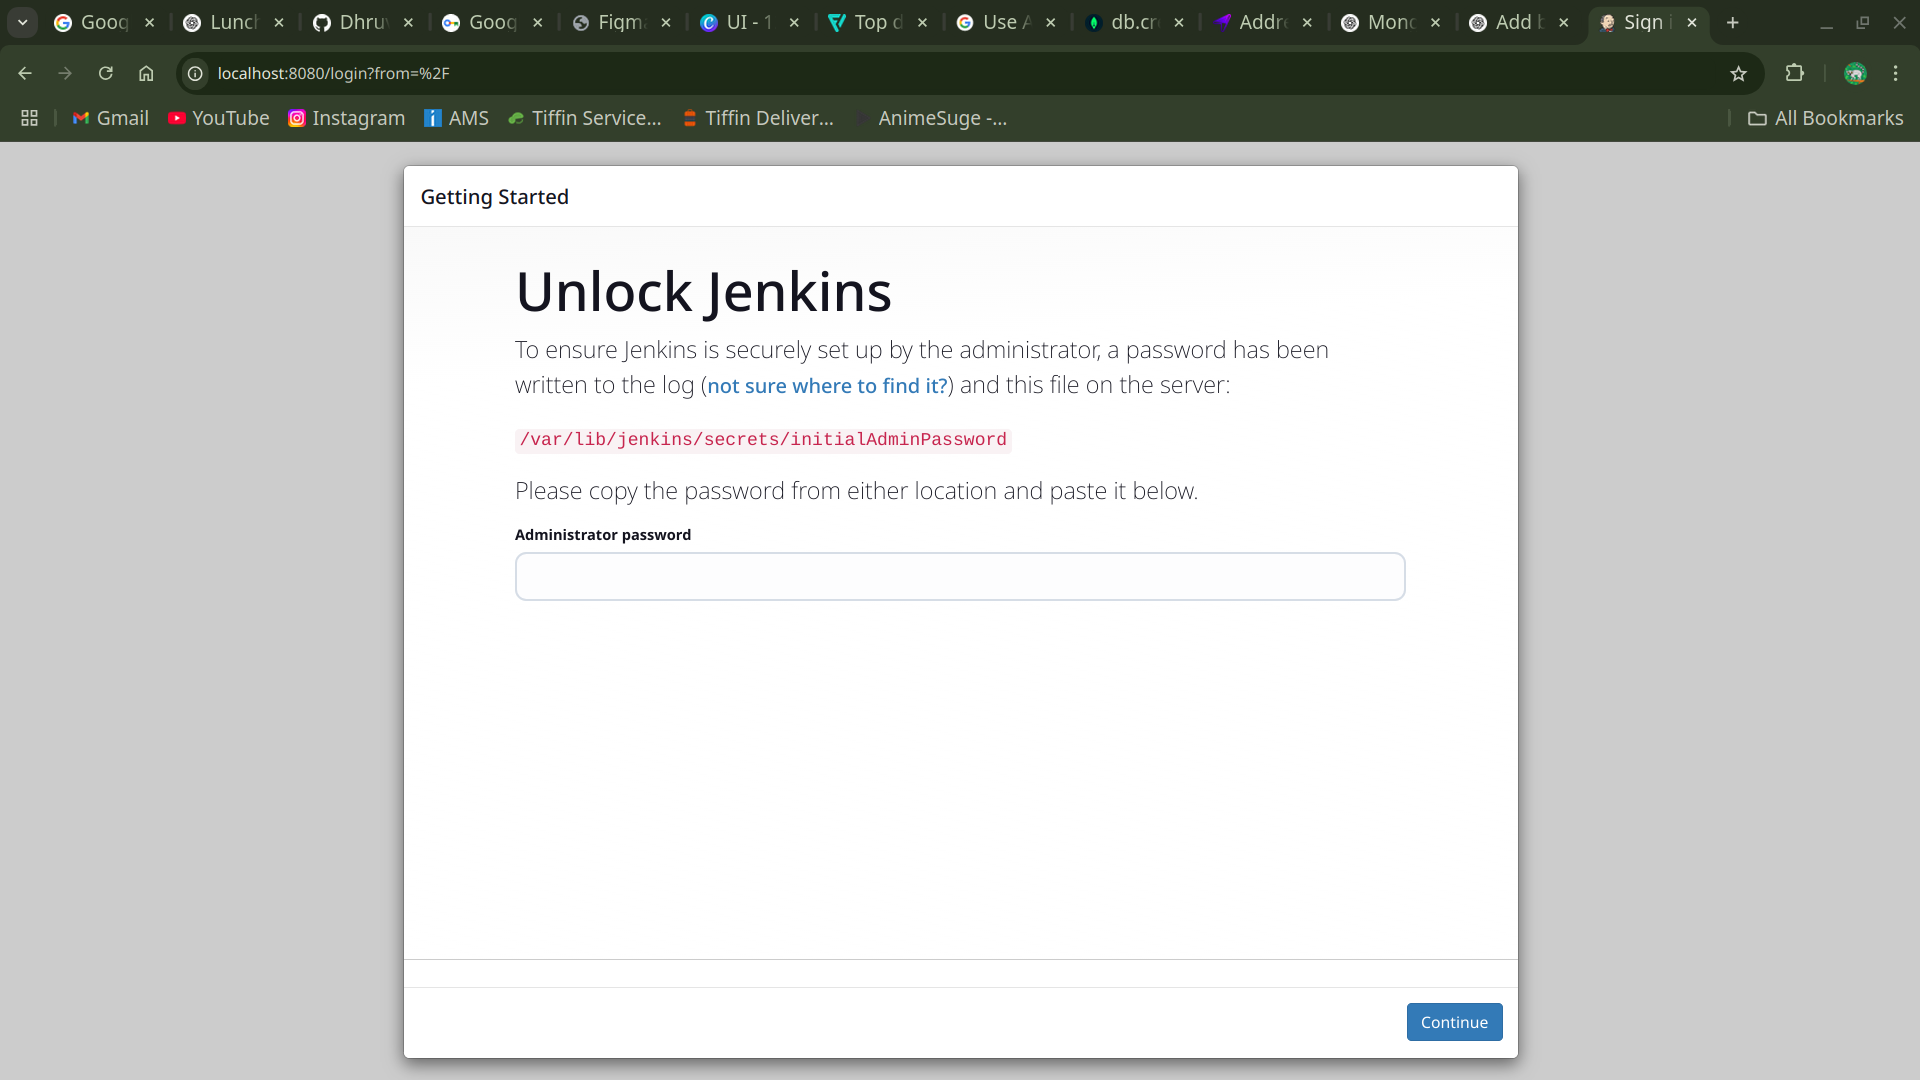 Goog
Lunch
Dhruv
Goog
Figma
UI - 1
Top d
Use A
db.cr
Addre
Mong
Add b
Sign i
localhost:8080/login?from=%2F
Gmail
YouTube
Instagram
AMS
Tiffin Service...
Tiffin Deliver...
AnimeSuge -...
All Bookmarks
Getting Started
Unlock Jenkins
To ensure Jenkins is securely set up by the administrator, a password has been
written to the log (not sure where to find it?) and this file on the server:
/var/lib/jenkins/secrets/initialAdminPassword
Please copy the password from either location and paste it below.
Administrator password
Continue